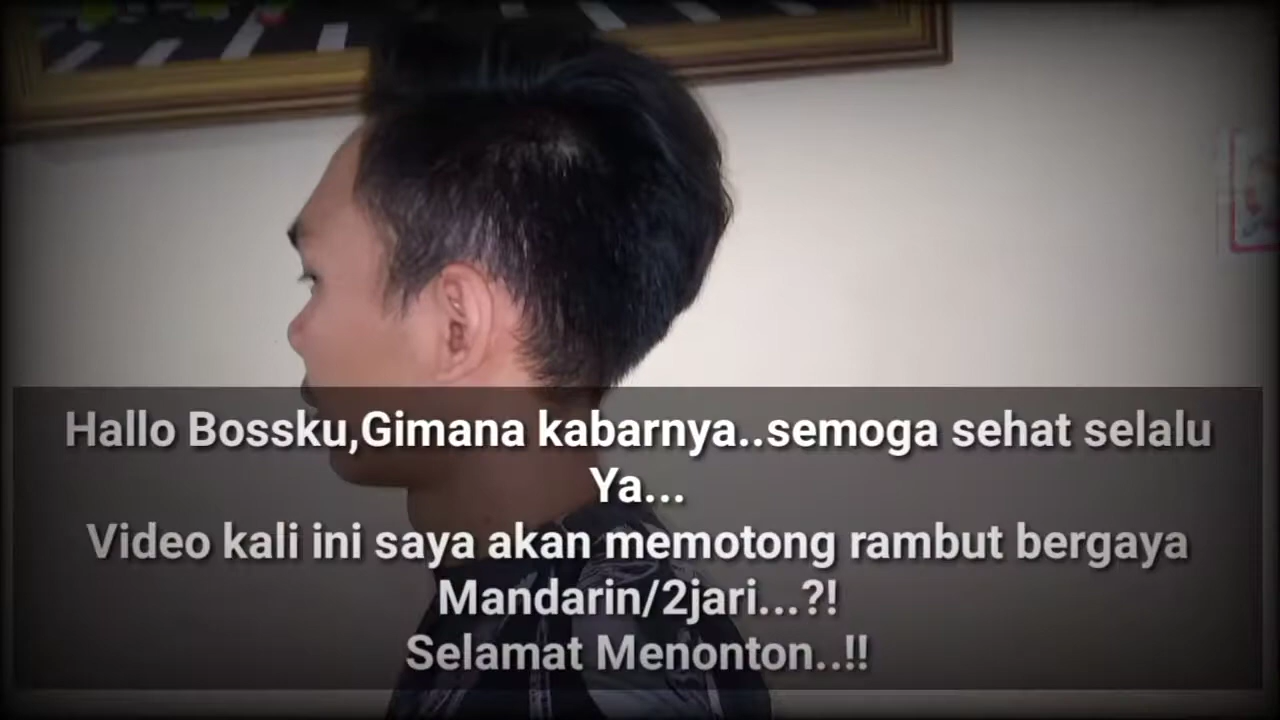 Hallo Bossku,Gimana kabarnya..semoga sehat selalu
Ya...
Video kali ini saya akan memotong rambut bergaya
Mandarin/2jari...?!
Selamat Menonton..!!